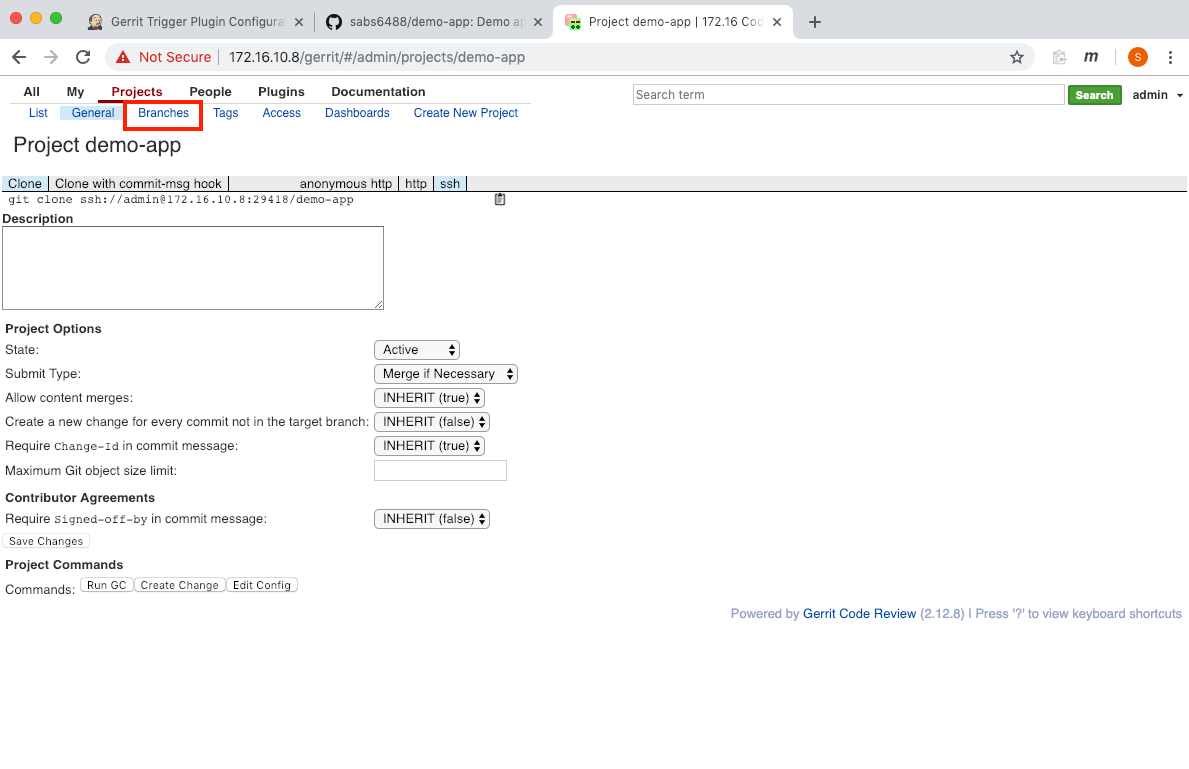 Gerrit Trigger Plugin Configura
sabs6488/demo-app: Demo ap
Project demo-app | 172.16 Cod
Not Secure
172.16.10.8/gerrit/#/admin/projects/demo-app
m
S
All My Projects People Plugins Documentation
Search term
Search
admin
List General Branches Tags Access Dashboards Create New Project
Project demo-app
Clone Clone with commit-msg hook anonymous http http ssh
git clone ssh://admin@172.16.10.8:29418/demo-app
Description
Project Options
State: Active
Submit Type: Merge if Necessary
Allow content merges: INHERIT (true)
Create a new change for every commit not in the target branch: INHERIT (false)
Require Change-Id in commit message: INHERIT (true)
Maximum Git object size limit:
Contributor Agreements
Require Signed-off-by in commit message: INHERIT (false)
Save Changes
Project Commands
Commands: Run GC Create Change Edit Config
Powered by Gerrit Code Review (2.12.8) | Press '?' to view keyboard shortcuts